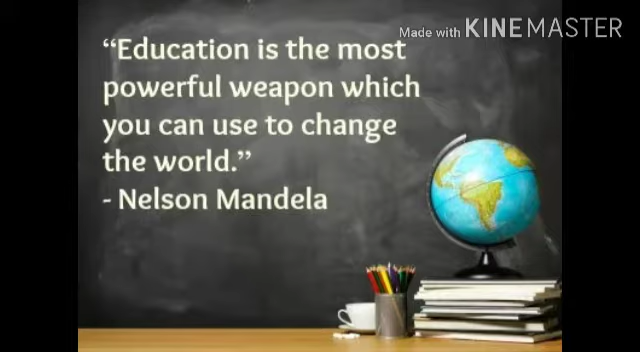 Made with KINEMASTER
“Education is the most
powerful weapon which
you can use to change
the world.”
- Nelson Mandela